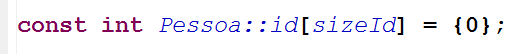 const int Pessoa::id[sizeId] = {0};